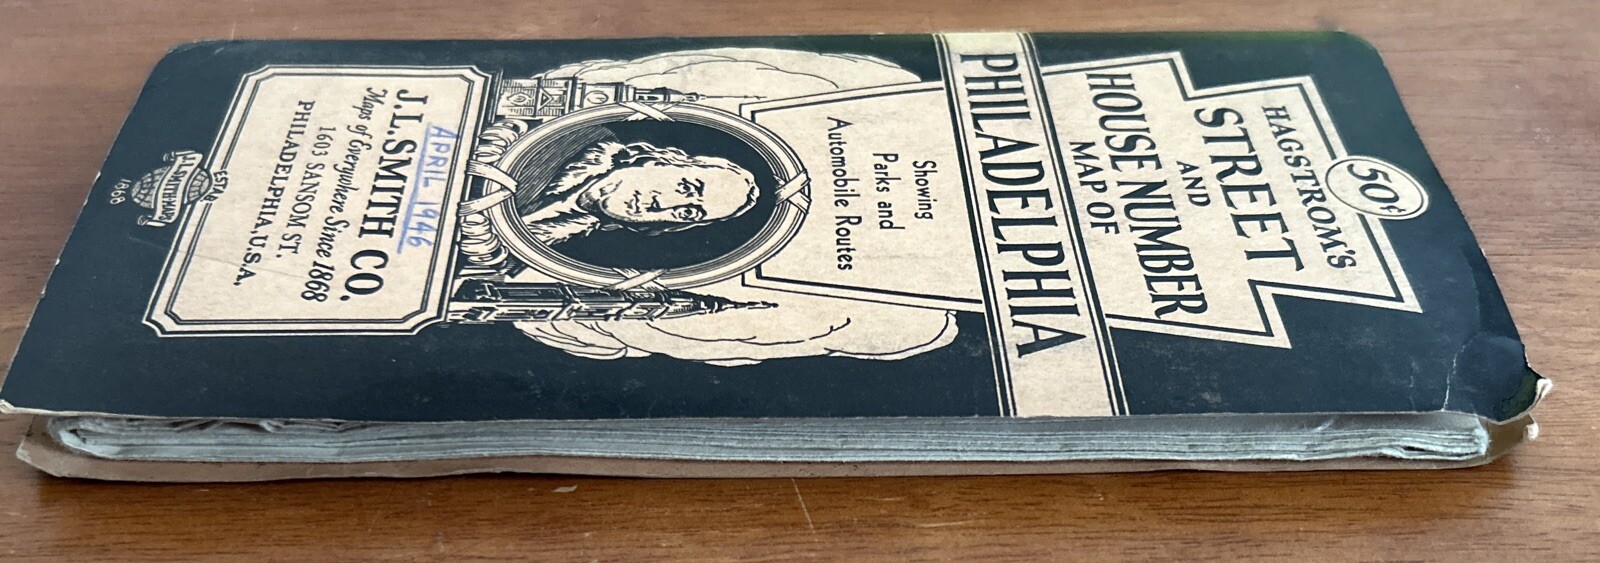 50¢
HAGSTROM'S
STREET
AND
HOUSE NUMBER
MAP OF
PHILADELPHIA
Showing
Parks and
Automobile Routes
APRIL 1946
J. L. SMITH CO.
Maps of Everywhere Since 1868
1603 SANSOM ST.
PHILADELPHIA, U.S.A.
ESTD
1868